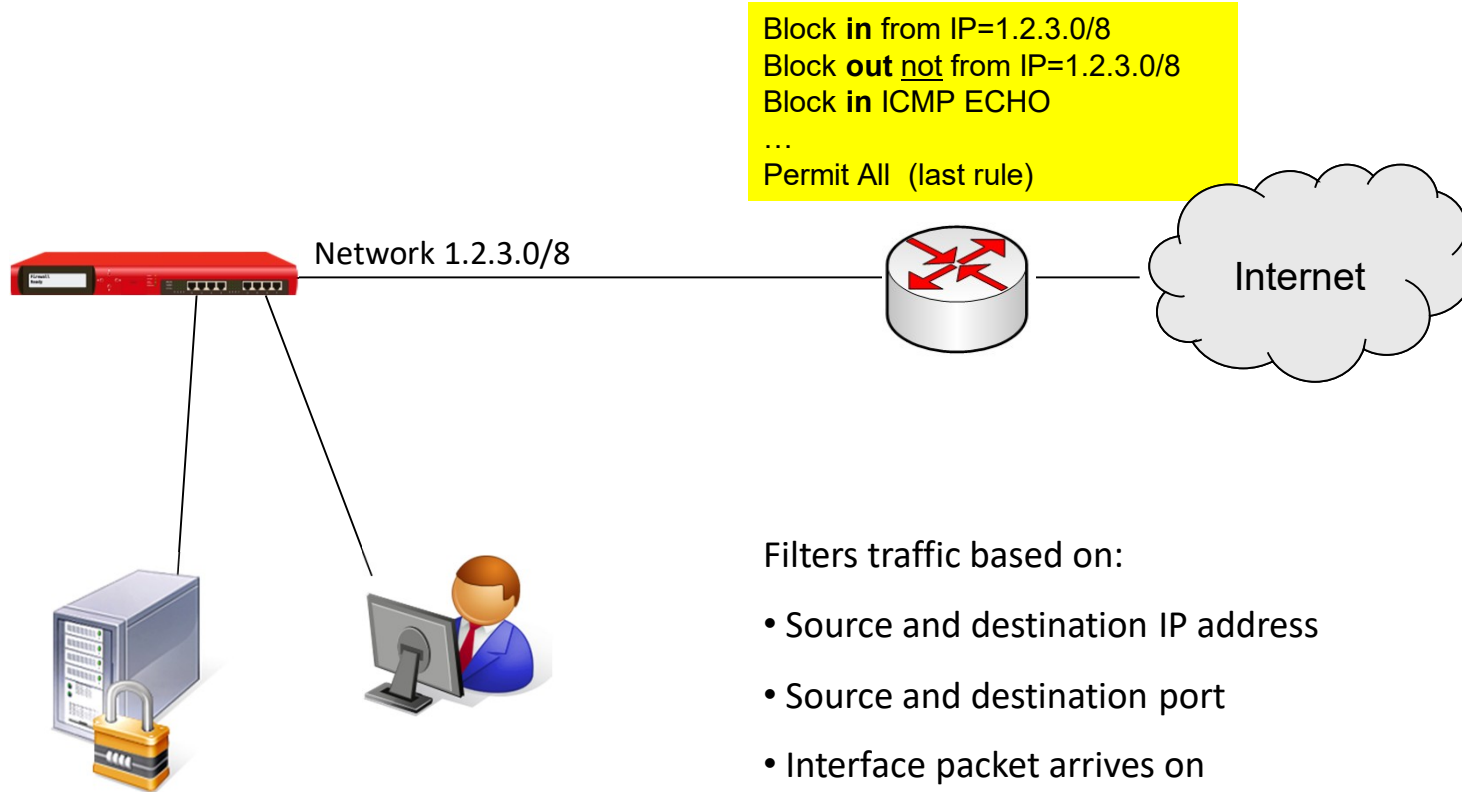 Block in from IP=1.2.3.0/8
Block out not from IP=1.2.3.0/8
Block in ICMP ECHO
…
Permit All (last rule)
Network 1.2.3.0/8
Internet
Firewall
Ready
Filters traffic based on:
• Source and destination IP address
• Source and destination port
• Interface packet arrives on